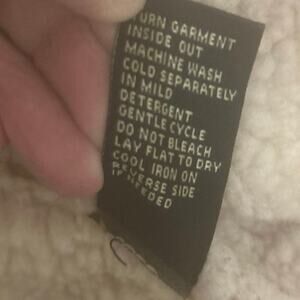 TURN GARMENT
INSIDE OUT
MACHINE WASH
COLD SEPARATELY
IN MILD
DETERGENT
GENTLE CYCLE
DO NOT BLEACH
LAY FLAT TO DRY
COOL IRON ON
REVERSE SIDE
IF NEEDED